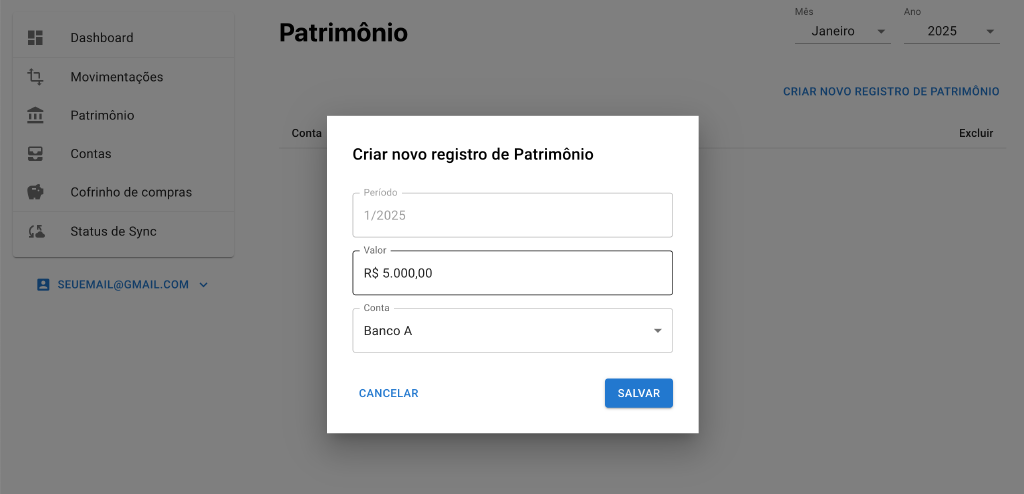 Dashboard
Movimentações
Patrimônio
Contas
Cofrinho de compras
Status de Sync
SEUEMAIL@GMAIL.COM
Patrimônio
Mês
Janeiro
Ano
2025
CRIAR NOVO REGISTRO DE PATRIMÔNIO
Conta
Excluir
Criar novo registro de Patrimônio
Período
1/2025
Valor
R$ 5.000,00
Conta
Banco A
CANCELAR
SALVAR